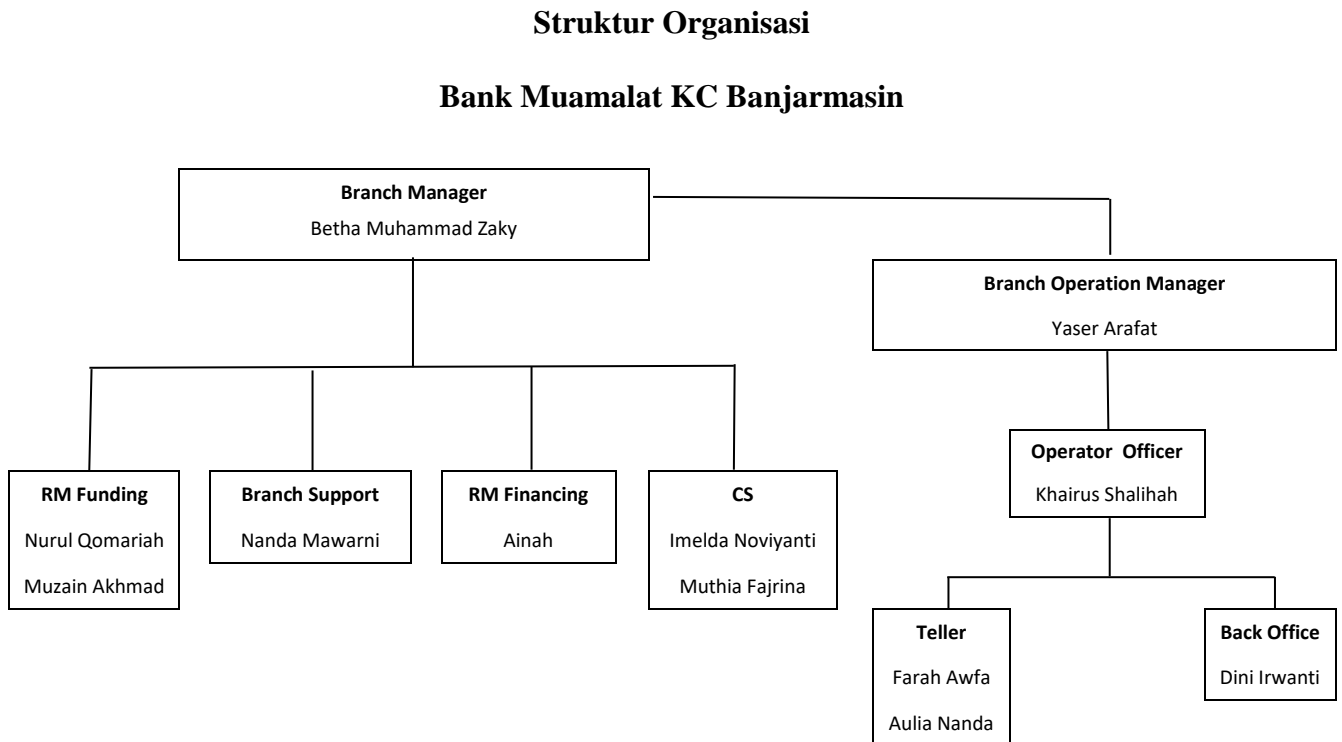 Struktur Organisasi
Bank Muamalat KC Banjarmasin
Branch Manager
Betha Muhammad Zaky
Branch Operation Manager
Yaser Arafat
Operator Officer
Khairus Shalihah
RM Funding
Nurul Qomariah
Muzain Akhmad
Branch Support
Nanda Mawarni
RM Financing
Ainah
CS
Imelda Noviyanti
Muthia Fajrina
Teller
Farah Awfa
Aulia Nanda
Back Office
Dini Irwanti